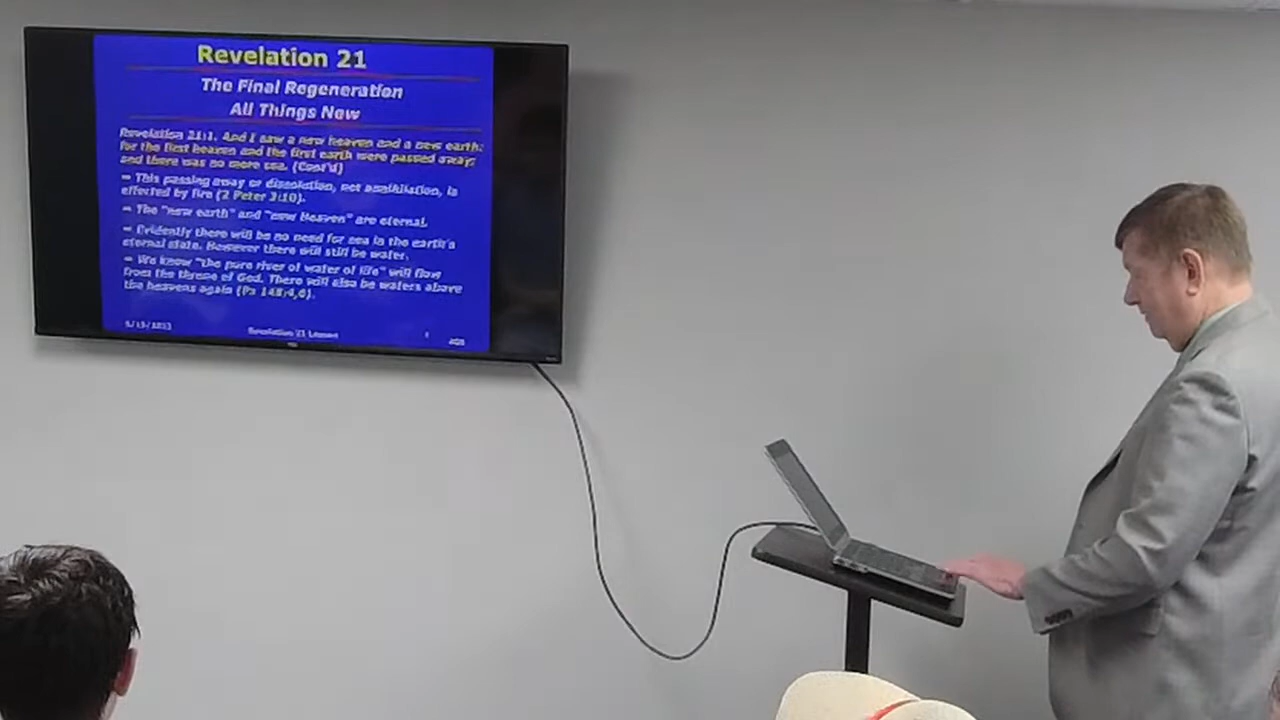 Revelation 21
The Final Regeneration
All Things New
Revelation 21:1. And I saw a new heaven and a new earth:
for the first heaven and the first earth were passed away;
and there was no more sea. (Cont'd)
– This passing away or dissolution, not annihilation, is
effected by fire (2 Peter 3:10).
– The "new earth" and "new Heaven" are eternal.
– Evidently there will be no need for sea in the earth's
eternal state. However there will still be water.
– We know "the pure river of water of life" will flow
from the throne of God. There will also be waters above
the heavens again (Ps 148:4,6).
Revelation 21 Lesson